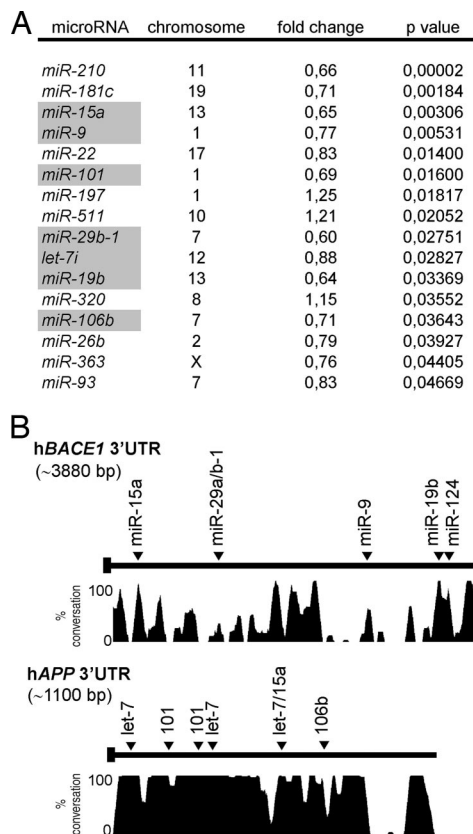 A
microRNA chromosome fold change p value
miR-210 11 0,66 0,00002
miR-181c 19 0,71 0,00184
miR-15a 13 0,65 0,00306
miR-9 1 0,77 0,00531
miR-22 17 0,83 0,01400
miR-101 1 0,69 0,01600
miR-197 1 1,25 0,01817
miR-511 10 1,21 0,02052
miR-29b-1 7 0,60 0,02751
let-7i 12 0,88 0,02827
miR-19b 13 0,64 0,03369
miR-320 8 1,15 0,03552
miR-106b 7 0,71 0,03643
miR-26b 2 0,79 0,03927
miR-363 X 0,76 0,04405
miR-93 7 0,83 0,04669
B
hBACE1 3'UTR
(~3880 bp)
miR-15a
miR-29a/b-1
miR-9
miR-19b
miR-124
100
% conversation
0
hAPP 3'UTR
(~1100 bp)
let-7
101
101
let-7
let-7/15a
106b
100
% conversation
0